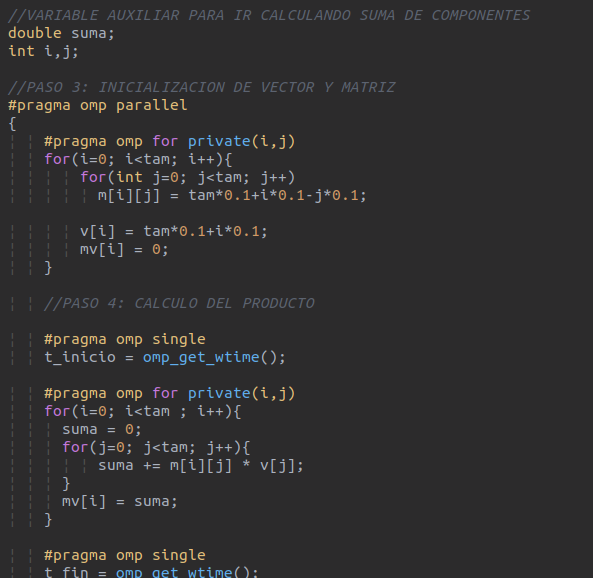 //VARIABLE AUXILIAR PARA IR CALCULANDO SUMA DE COMPONENTES
double suma;
int i,j;
//PASO 3: INICIALIZACION DE VECTOR Y MATRIZ
#pragma omp parallel
{
#pragma omp for private(i,j)
for(i=0; i<tam; i++){
for(int j=0; j<tam; j++)
m[i][j] = tam*0.1+i*0.1-j*0.1;
v[i] = tam*0.1+i*0.1;
mv[i] = 0;
}
//PASO 4: CALCULO DEL PRODUCTO
#pragma omp single
t_inicio = omp_get_wtime();
#pragma omp for private(i,j)
for(i=0; i<tam ; i++){
suma = 0;
for(j=0; j<tam; j++){
suma += m[i][j] * v[j];
}
mv[i] = suma;
}
#pragma omp single
t_fin = omp_get_wtime();